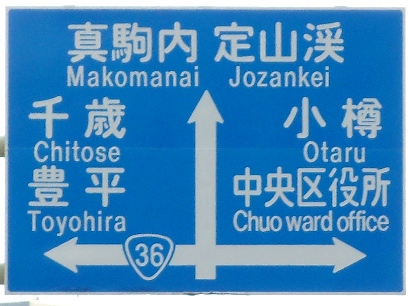 真駒内 定山渓
Makomanai Jozankei
千歳 小樽
Chitose Otaru
豊平 中央区役所
Toyohira Chuo ward office
36